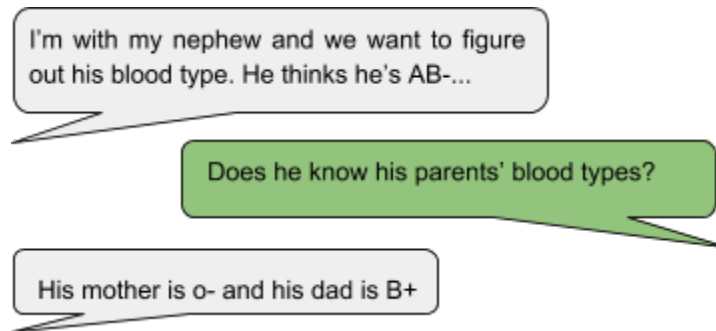 I'm with my nephew and we want to figure
out his blood type. He thinks he's AB-...
Does he know his parents' blood types?
His mother is o- and his dad is B+